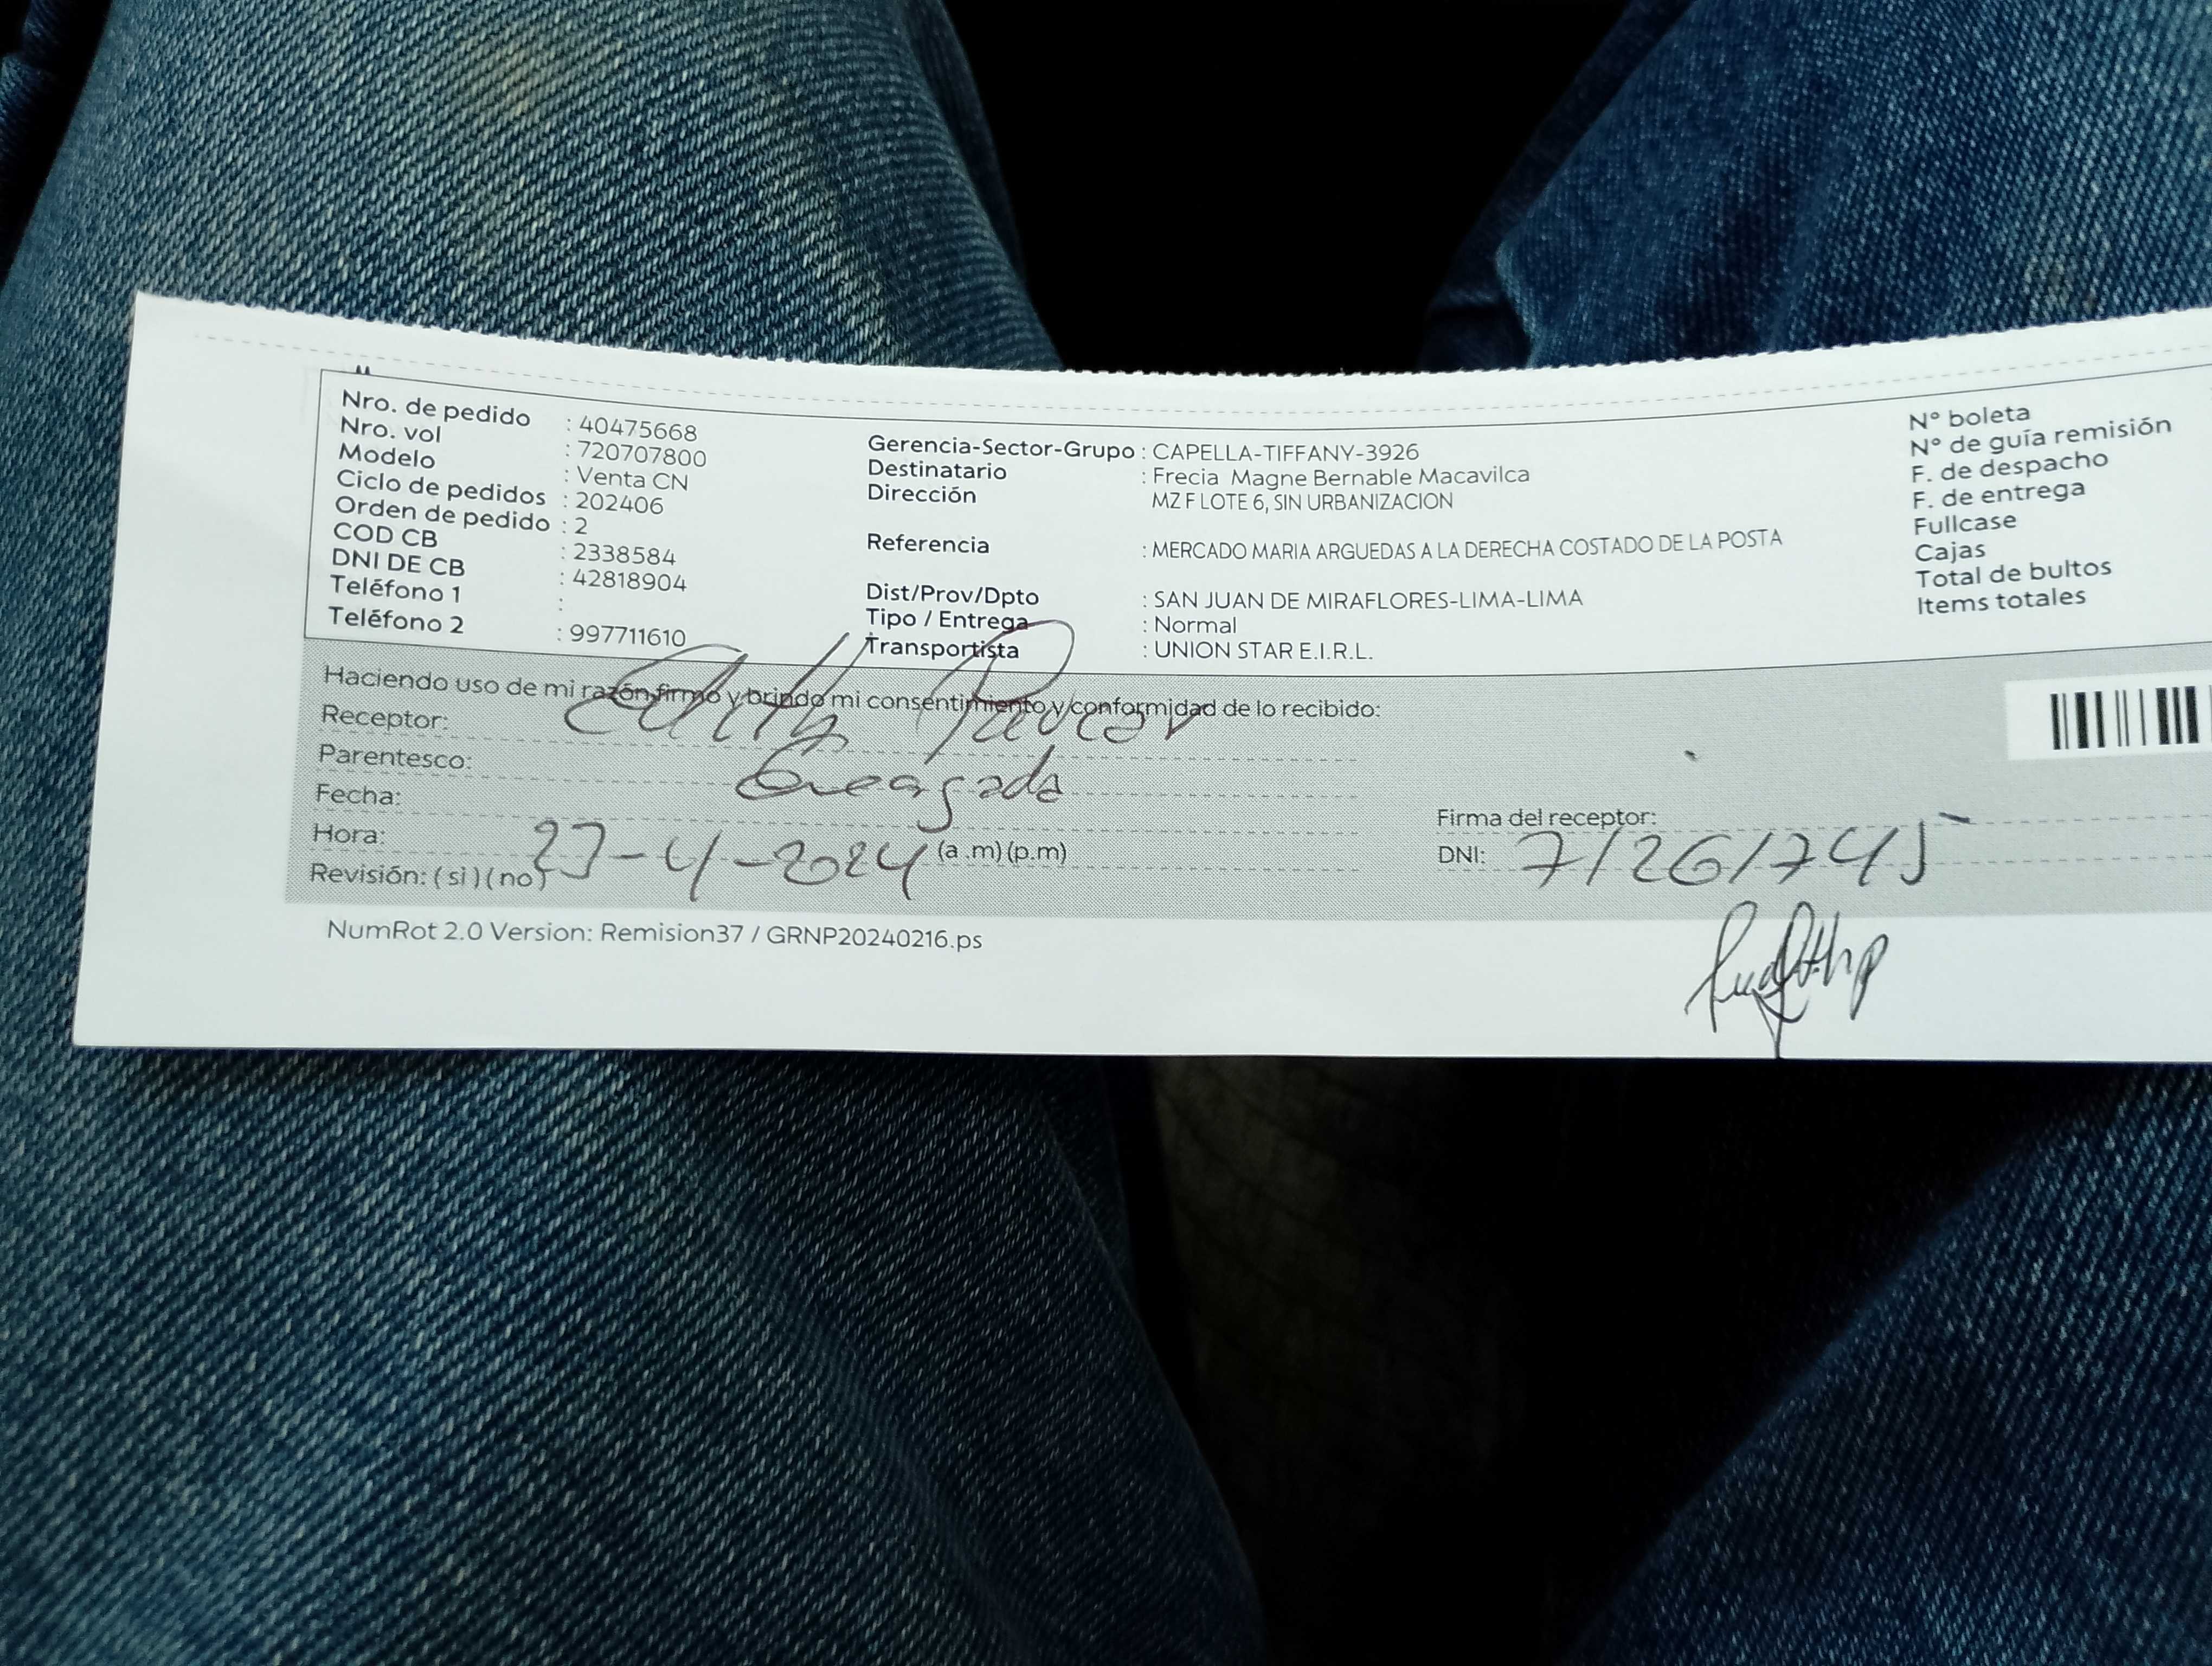 Nro. de pedido : 40475668
Nro. vol : 720707800
Modelo : Venta CN
Ciclo de pedidos : 202406
Orden de pedido : 2
COD CB : 2338584
DNI DE CB : 42818904
Teléfono 1 :
Teléfono 2 : 997711610
Gerencia-Sector-Grupo : CAPELLA-TIFFANY-3926
Destinatario : Frecia Magne Bernable Macavilca
Dirección MZ F LOTE 6, SIN URBANIZACION
Referencia : MERCADO MARIA ARGUEDAS A LA DERECHA COSTADO DE LA POSTA
Dist/Prov/Dpto : SAN JUAN DE MIRAFLORES-LIMA-LIMA
Tipo / Entrega : Normal
Transportista : UNION STAR E.I.R.L.
N° boleta
N° de guía remisión
F. de despacho
F. de entrega
Fullcase
Cajas
Total de bultos
Items totales
Haciendo uso de mi razón firmo y brindo mi consentimiento y conformidad de lo recibido:
Receptor: Edith
Parentesco:
Fecha:
Hora: 27-4-2024 (a.m)(p.m)
Revisión: (si)(no)
Firma del receptor:
DNI: 71261745
NumRot 2.0 Version: Remision37 / GRNP20240216.ps